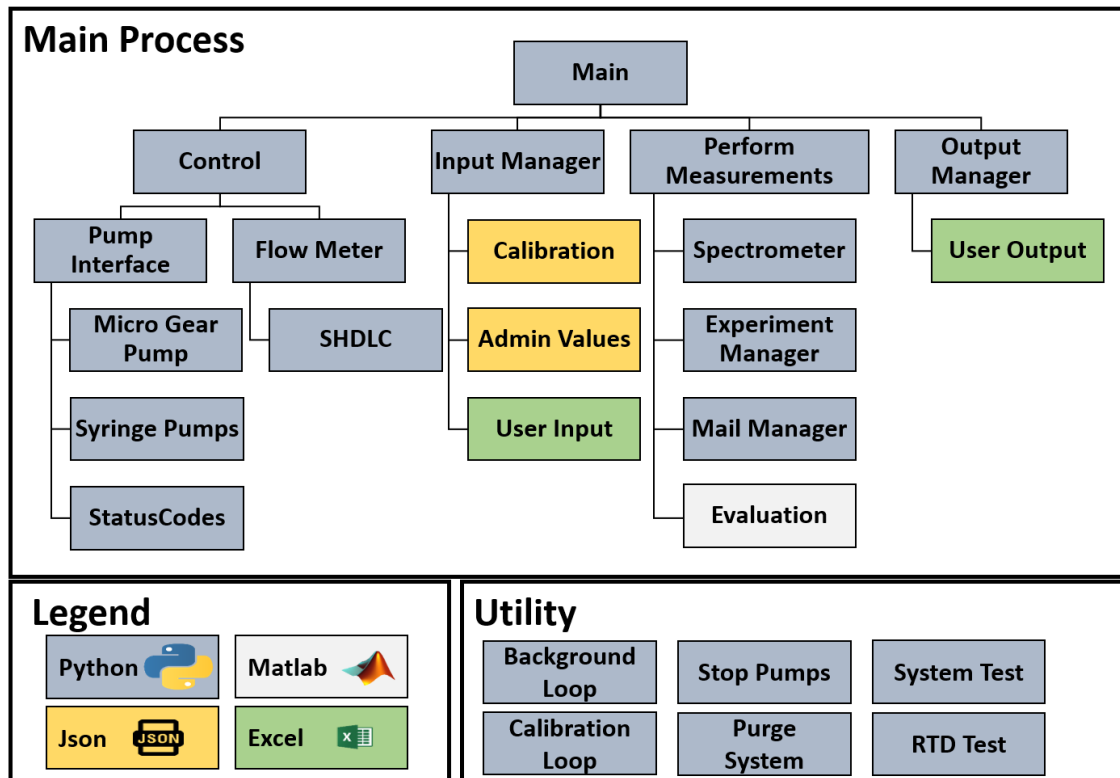 Main Process
Main
Control
Input Manager
Perform
Measurements
Output
Manager
Pump
Interface
Flow Meter
Calibration
Spectrometer
User Output
Micro Gear
Pump
SHDLC
Admin Values
Experiment
Manager
Syringe Pumps
User Input
Mail Manager
StatusCodes
Evaluation
Legend
Python
Matlab
Json
JSON
Excel
X
Utility
Background
Loop
Stop Pumps
System Test
Calibration
Loop
Purge
System
RTD Test